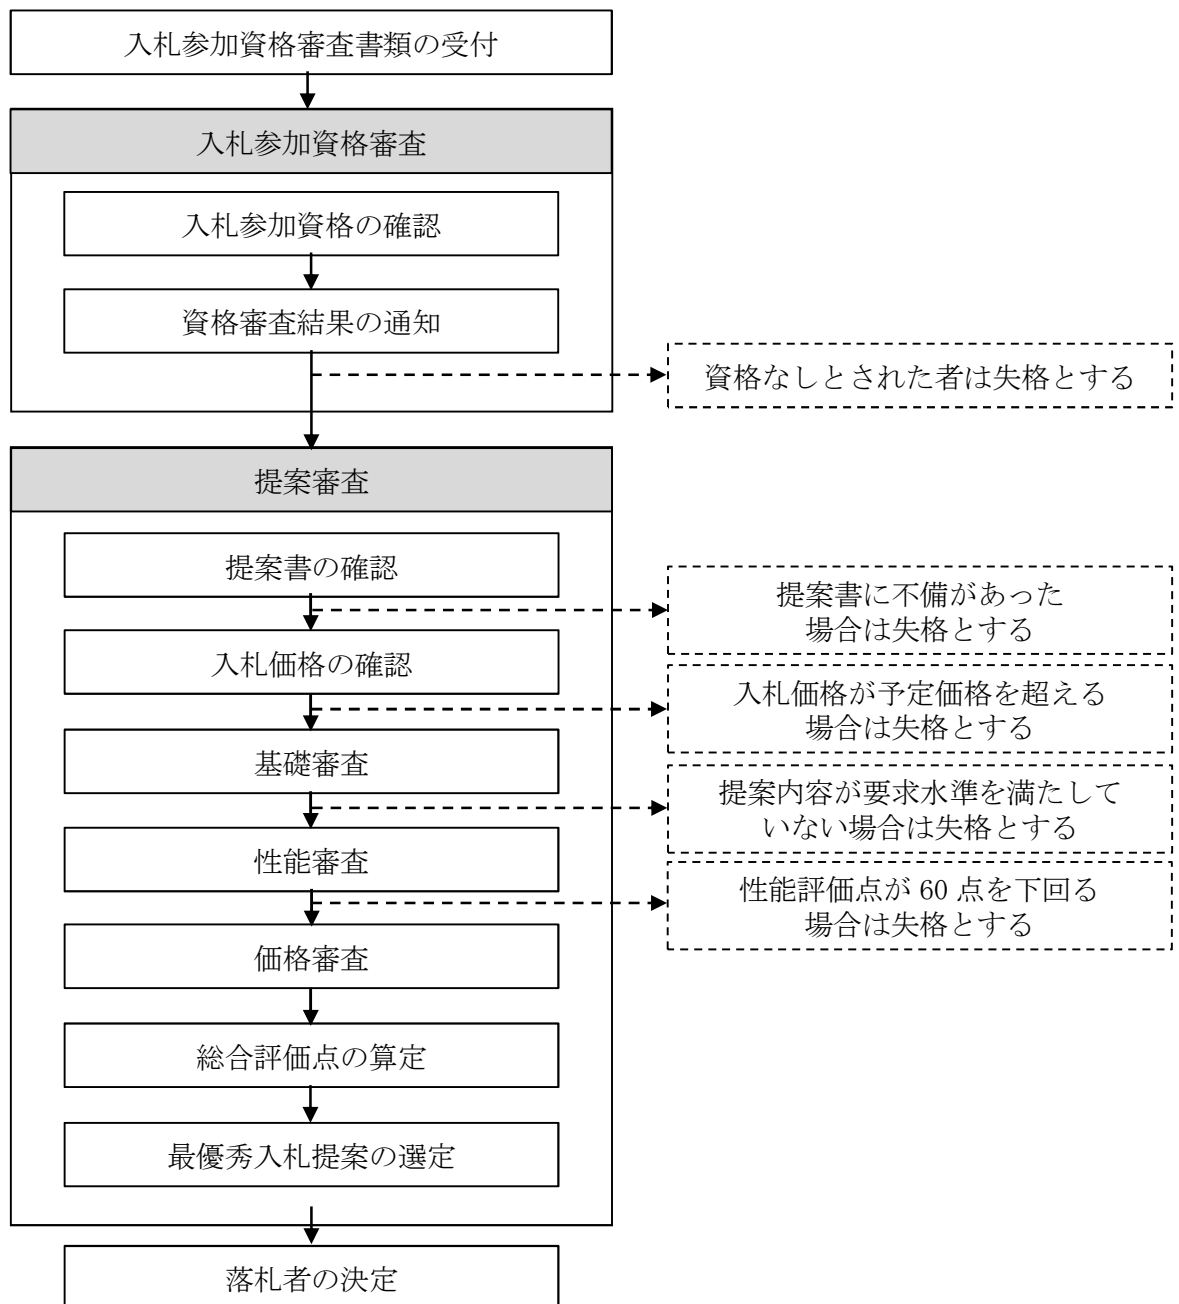 入札参加資格審査書類の受付
入札参加資格審査
入札参加資格の確認
資格審査結果の通知
資格なしとされた者は失格とする
提案審査
提案書の確認
提案書に不備があった
場合は失格とする
入札価格の確認
入札価格が予定価格を超える
場合は失格とする
基礎審査
提案内容が要求水準を満たして
いない場合は失格とする
性能審査
性能評価点が 60 点を下回る
場合は失格とする
価格審査
総合評価点の算定
最優秀入札提案の選定
落札者の決定